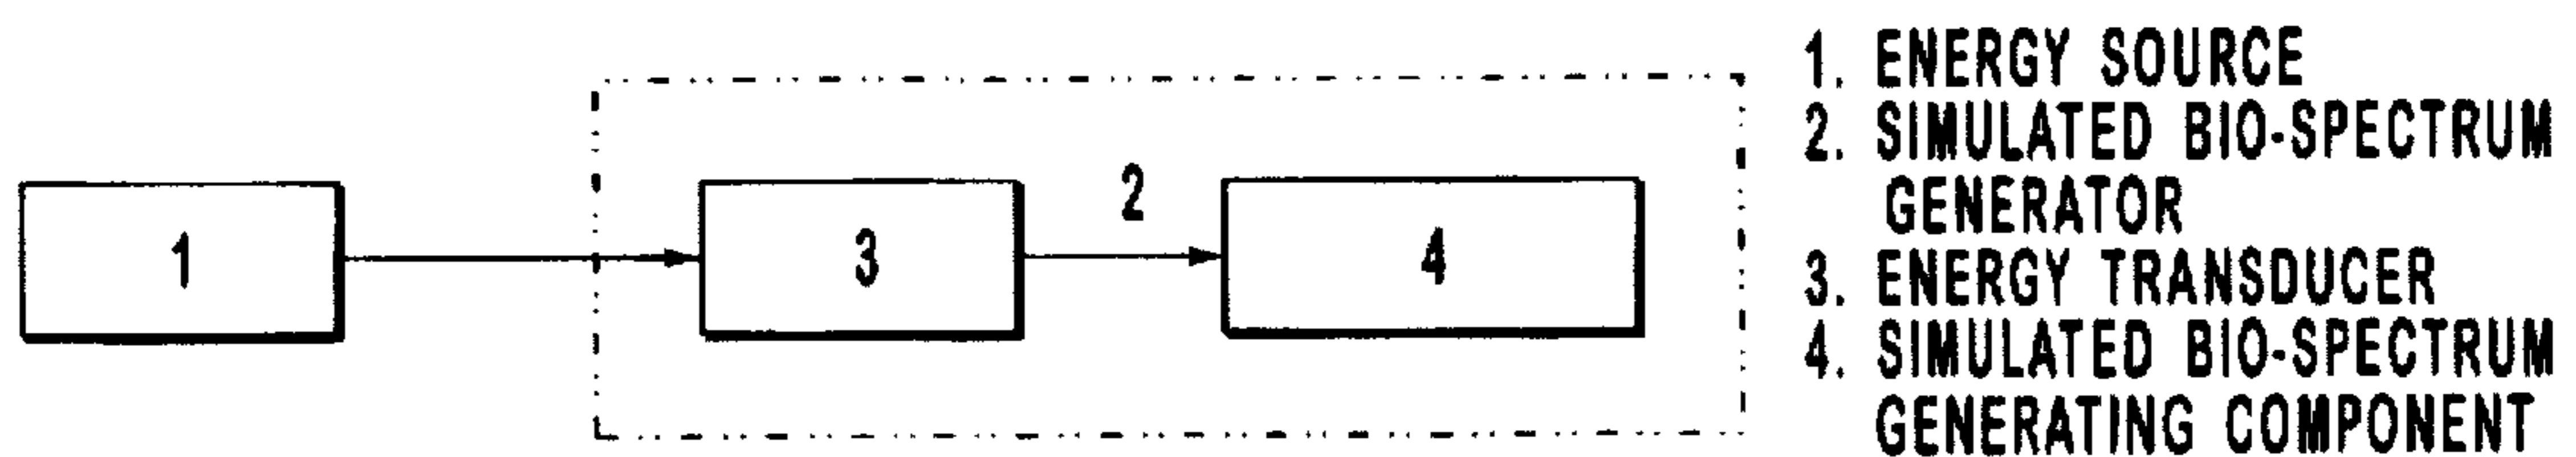 1
3
2
4
1. ENERGY SOURCE
2. SIMULATED BIO-SPECTRUM
GENERATOR
3. ENERGY TRANSDUCER
4. SIMULATED BIO-SPECTRUM
GENERATING COMPONENT